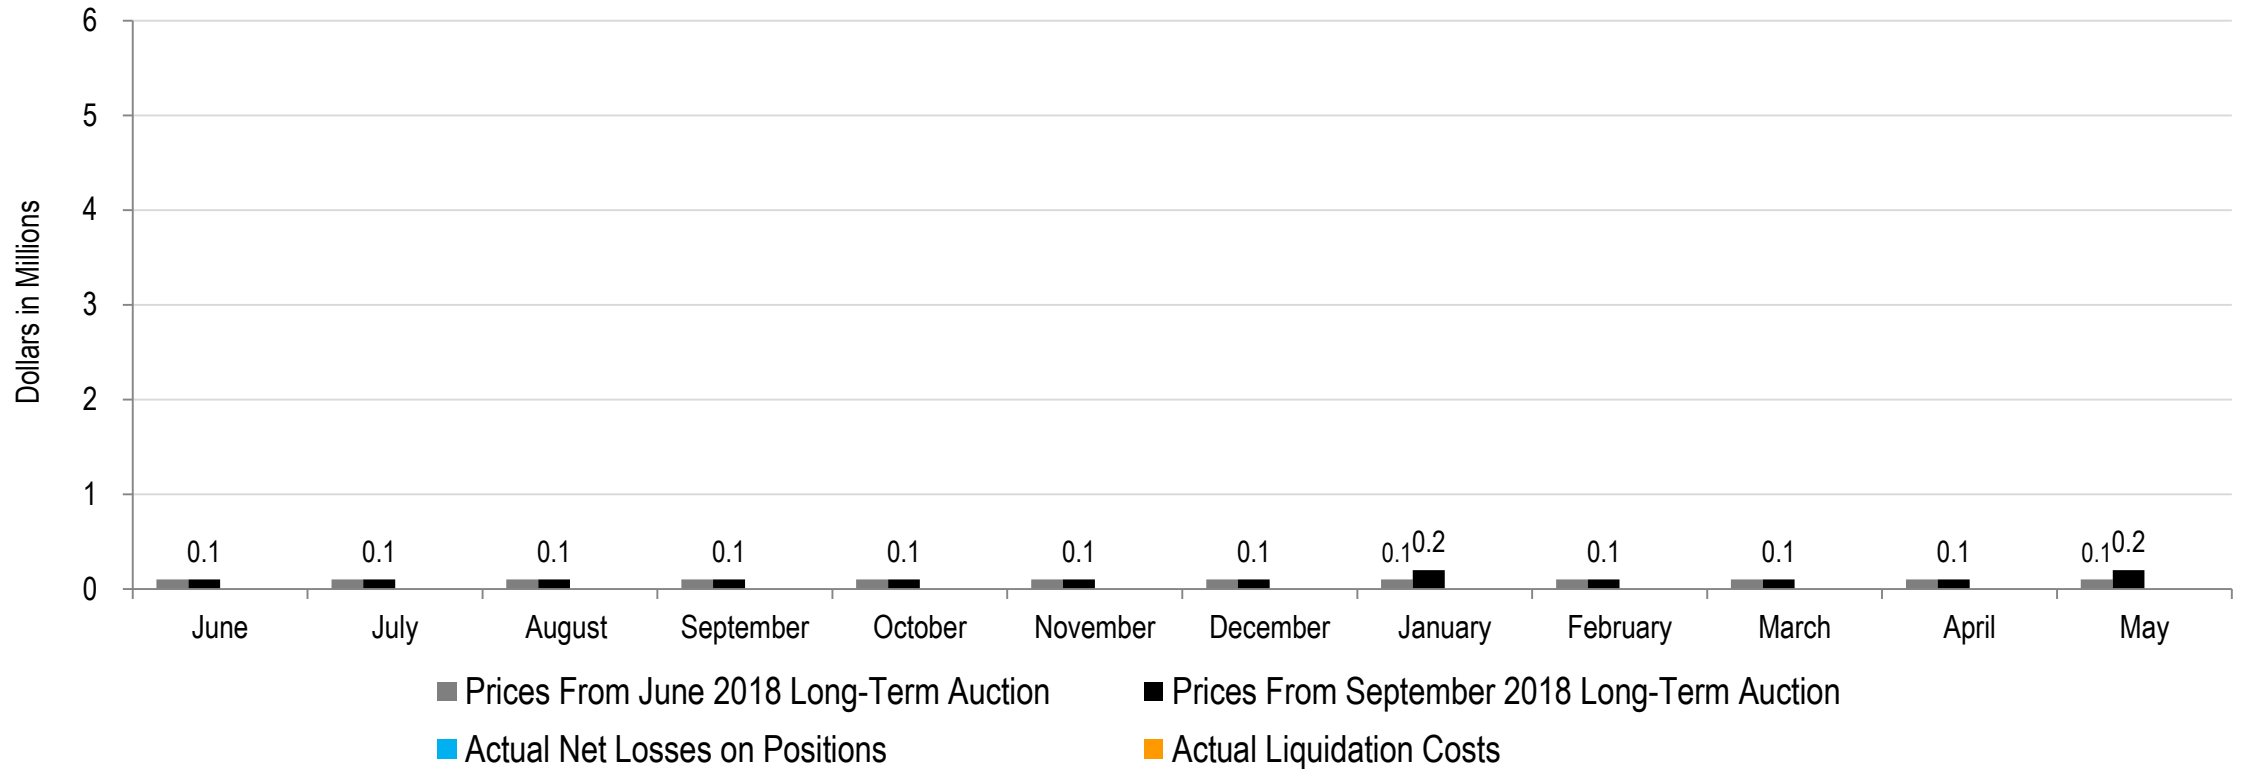 6
5
4
3
2
1
0
Dollars in Millions
0.1 0.1 0.1 0.1 0.1 0.1 0.1 0.1 0.2 0.1 0.1 0.1 0.1 0.2
June July August September October November December January February March April May
Prices From June 2018 Long-Term Auction Prices From September 2018 Long-Term Auction
Actual Net Losses on Positions Actual Liquidation Costs